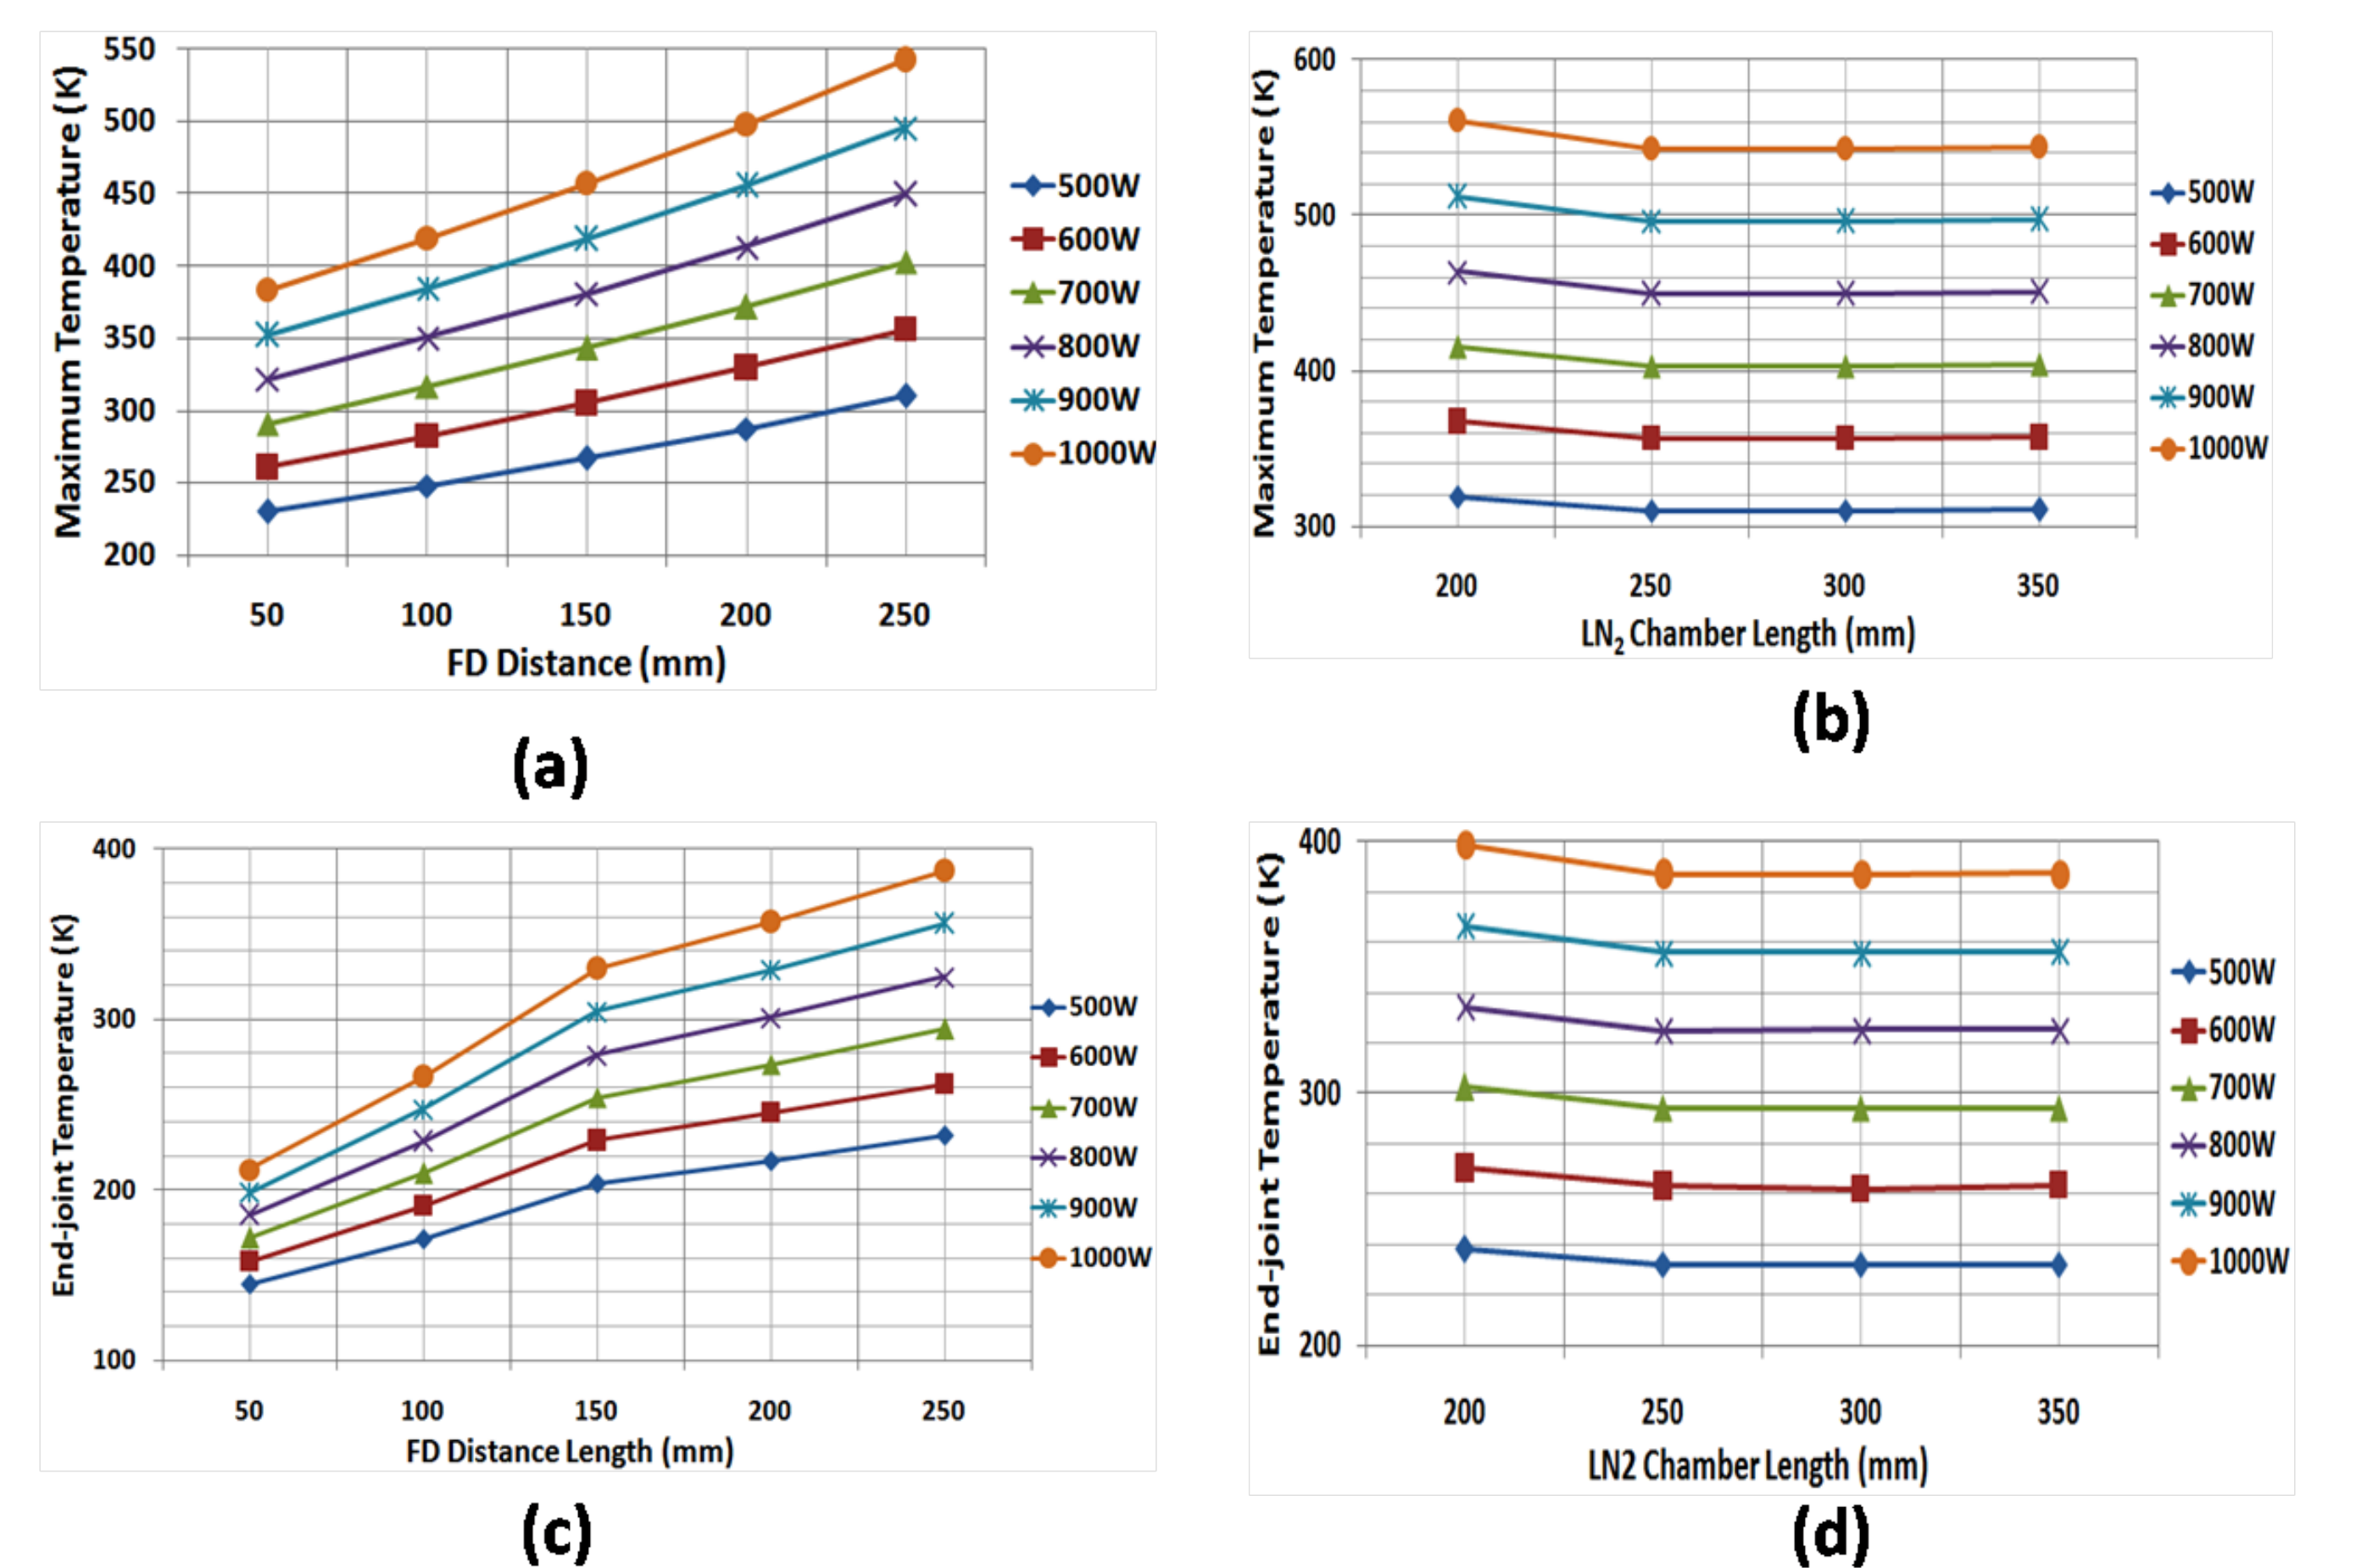 Maximum Temperature (K)
550
500
450
400
350
300
250
200
50 100 150 200 250
FD Distance (mm)
500W
600W
700W
800W
900W
1000W
(a)
Maximum Temperature (K)
600
500
400
300
200 250 300 350
LN2 Chamber Length (mm)
500W
600W
700W
800W
900W
1000W
(b)
End-joint Temperature (K)
400
300
200
100
50 100 150 200 250
FD Distance Length (mm)
500W
600W
700W
800W
900W
1000W
(c)
End-joint Temperature (K)
400
300
200
200 250 300 350
LN2 Chamber Length (mm)
500W
600W
700W
800W
900W
1000W
(d)